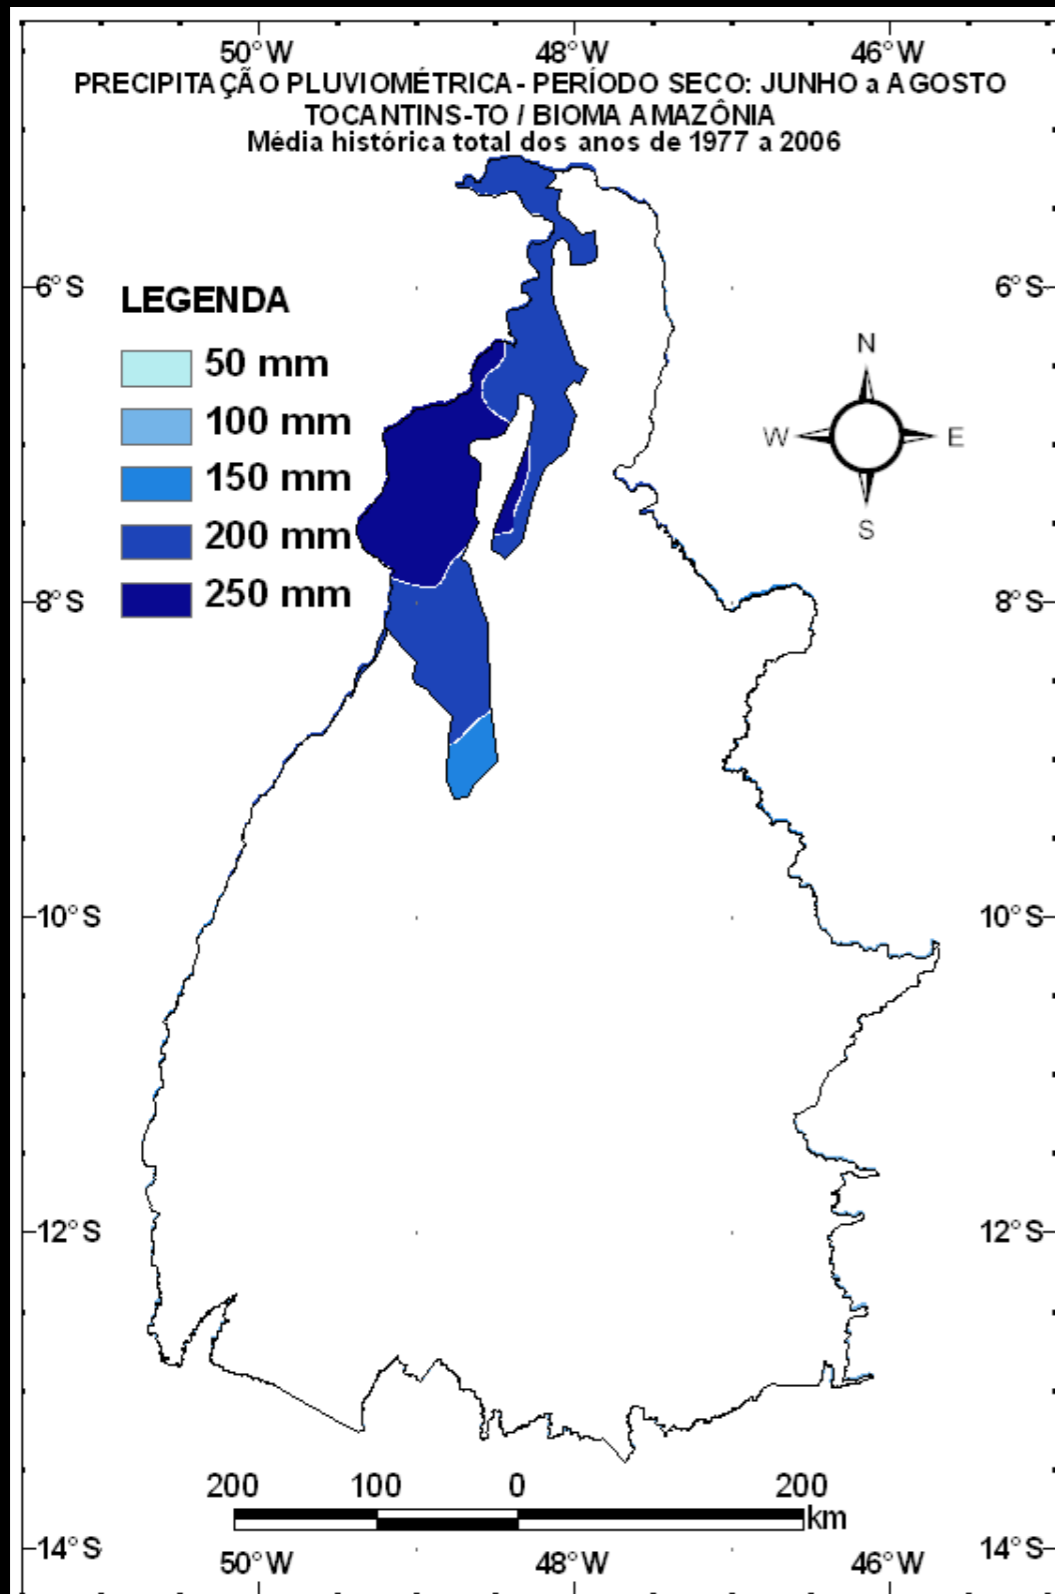 50°W 48°W 46°W
PRECIPITAÇÃO PLUVIOMÉTRICA - PERÍODO SECO: JUNHO a AGOSTO
TOCANTINS-TO / BIOMA AMAZÔNIA
Média histórica total dos anos de 1977 a 2006
6°S 6°S
LEGENDA
50 mm
100 mm
150 mm
200 mm
250 mm
N
W E
S
8°S 8°S
10°S 10°S
12°S 12°S
200 100 0 200
km
14°S 14°S
50°W 48°W 46°W